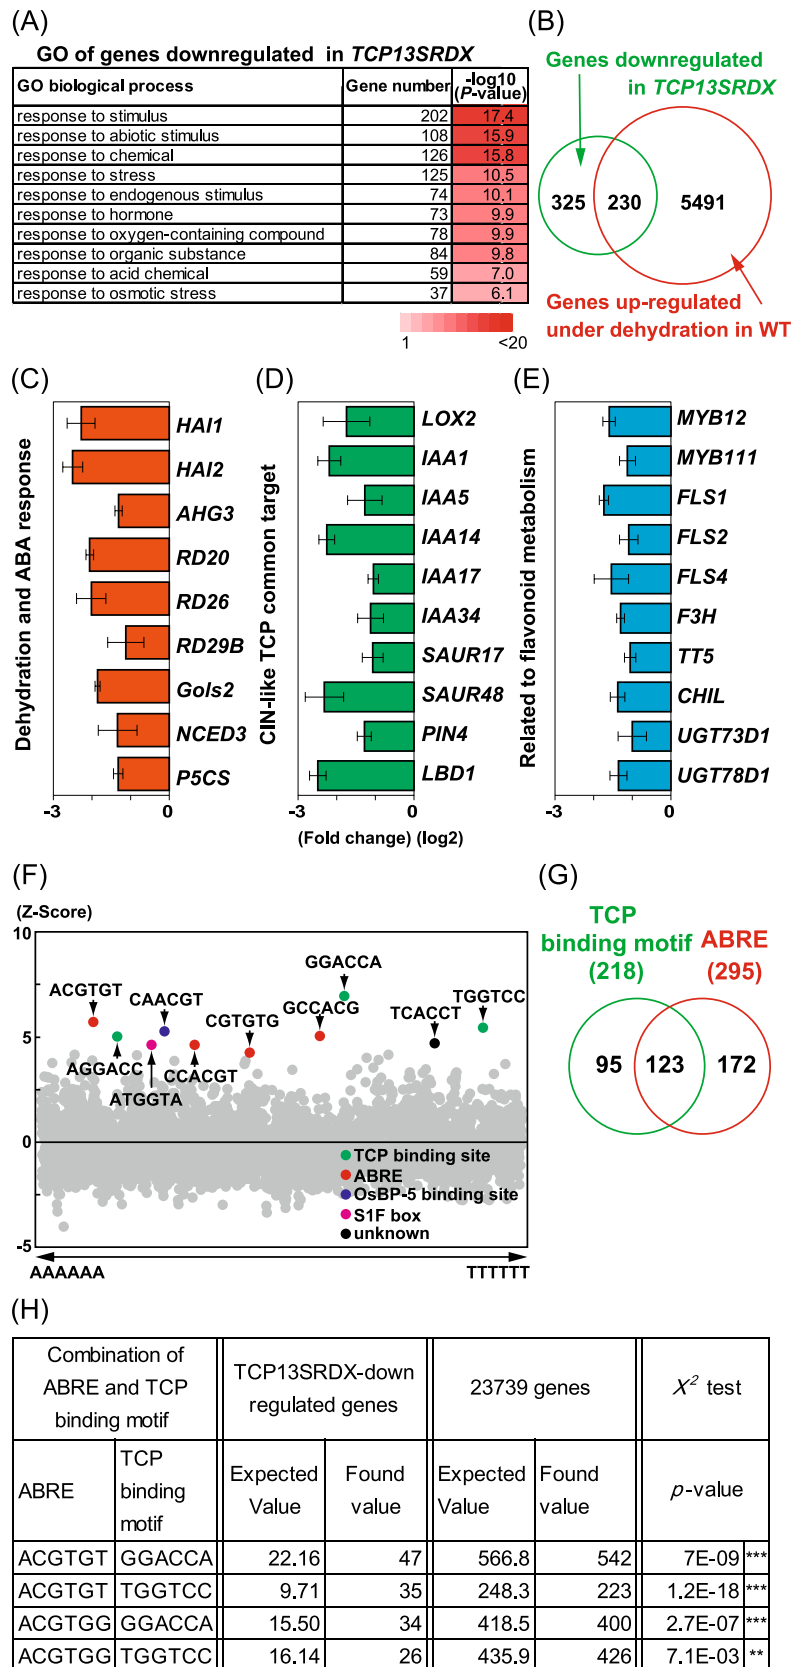 (A)
GO of genes downregulated in TCP13SRDX
GO biological process Gene number -log10 (P-value)
response to stimulus 202 17.4
response to abiotic stimulus 108 15.9
response to chemical 126 15.8
response to stress 125 10.5
response to endogenous stimulus 74 10.1
response to hormone 73 9.9
response to oxygen-containing compound 78 9.9
response to organic substance 84 9.8
response to acid chemical 59 7.0
response to osmotic stress 37 6.1
1 <20
(B)
Genes downregulated
in TCP13SRDX
325 230 5491
Genes up-regulated
under dehydration in WT
(C)
Dehydration and ABA response
HAI1
HAI2
AHG3
RD20
RD26
RD29B
Gols2
NCED3
P5CS
-3 0
(D)
CIN-like TCP common target
LOX2
IAA1
IAA5
IAA14
IAA17
IAA34
SAUR17
SAUR48
PIN4
LBD1
-3 0
(Fold change) (log2)
(E)
Related to flavonoid metabolism
MYB12
MYB111
FLS1
FLS2
FLS4
F3H
TT5
CHIL
UGT73D1
UGT78D1
-3 0
(F)
(Z-Score)
10
5
0
-5
GGACCA
ACGTGT
CAACGT
GCCACG
TGGTCC
CGTGTG
TCACCT
AGGACC
CCACGT
ATGGTA
TCP binding site
ABRE
OsBP-5 binding site
S1F box
unknown
AAAAAA TTTTTT
(G)
TCP
binding motif
(218)
ABRE
(295)
95 123 172
(H)
Combination of
ABRE and TCP
binding motif
TCP13SRDX-down
regulated genes
23739 genes
X² test
ABRE
TCP
binding
motif
Expected
Value
Found
value
Expected
Value
Found
value
p-value
ACGTGT GGACCA 22.16 47 566.8 542 7E-09 ***
ACGTGT TGGTCC 9.71 35 248.3 223 1.2E-18 ***
ACGTGG GGACCA 15.50 34 418.5 400 2.7E-07 ***
ACGTGG TGGTCC 16.14 26 435.9 426 7.1E-03 **